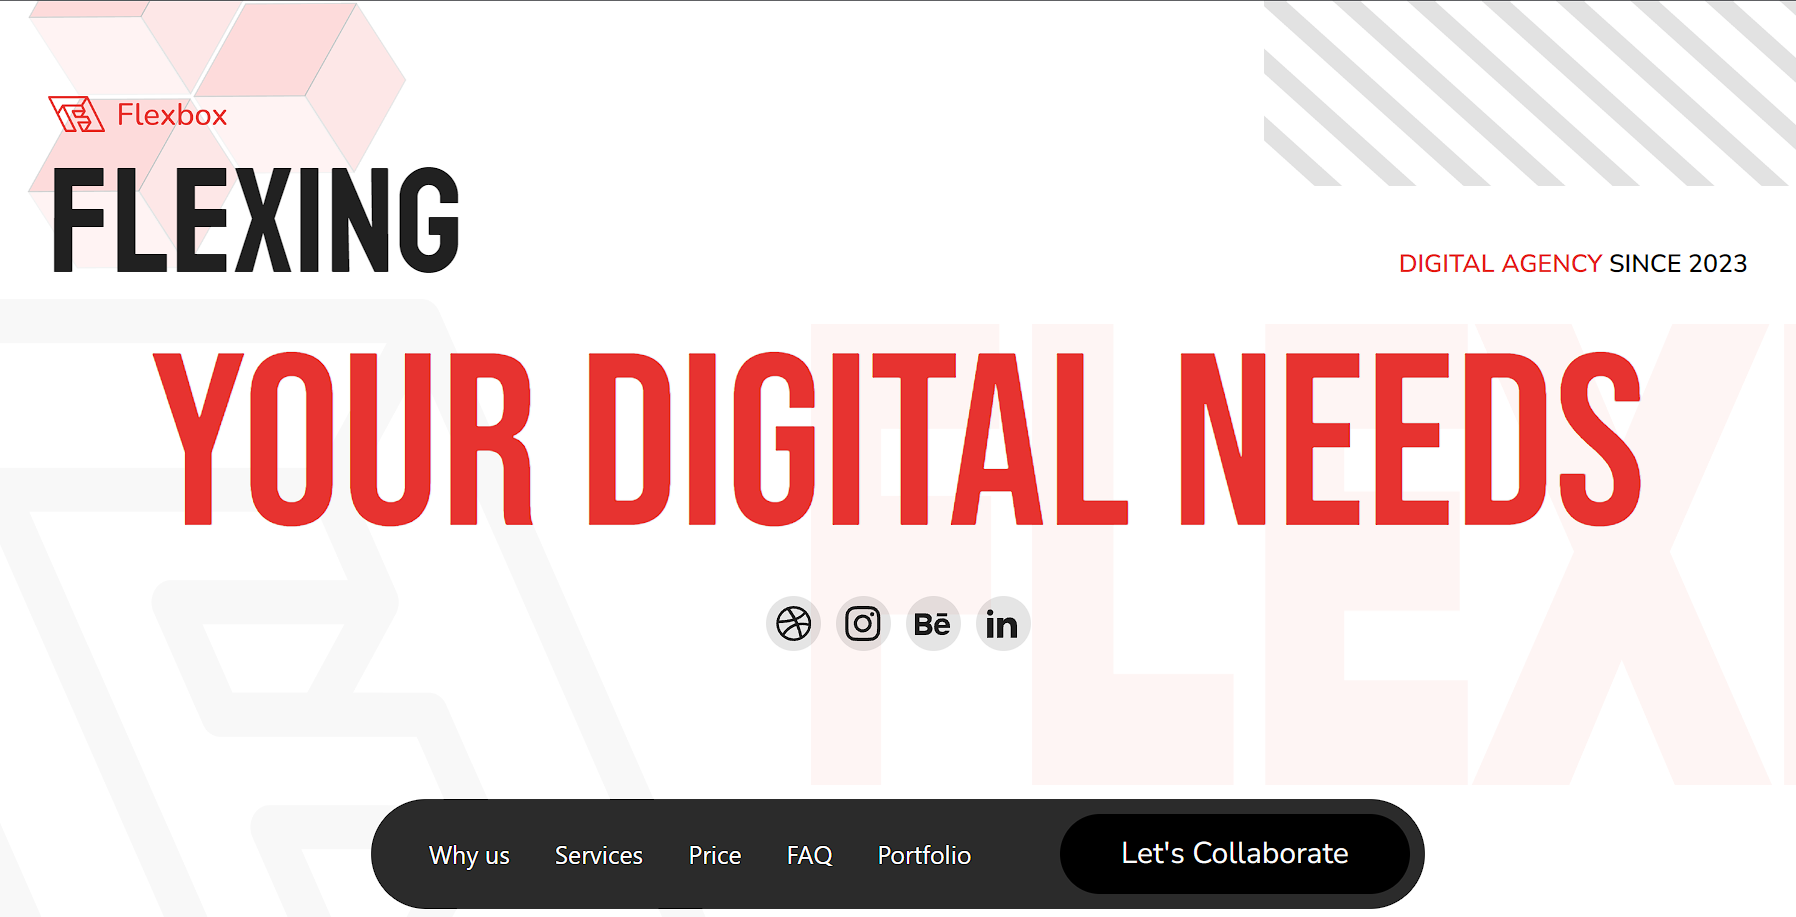 Flexbox
FLEXING
DIGITAL AGENCY SINCE 2023
YOUR DIGITAL NEEDS
FLEXI
Bē
in
Why us
Services
Price
FAQ
Portfolio
Let's Collaborate